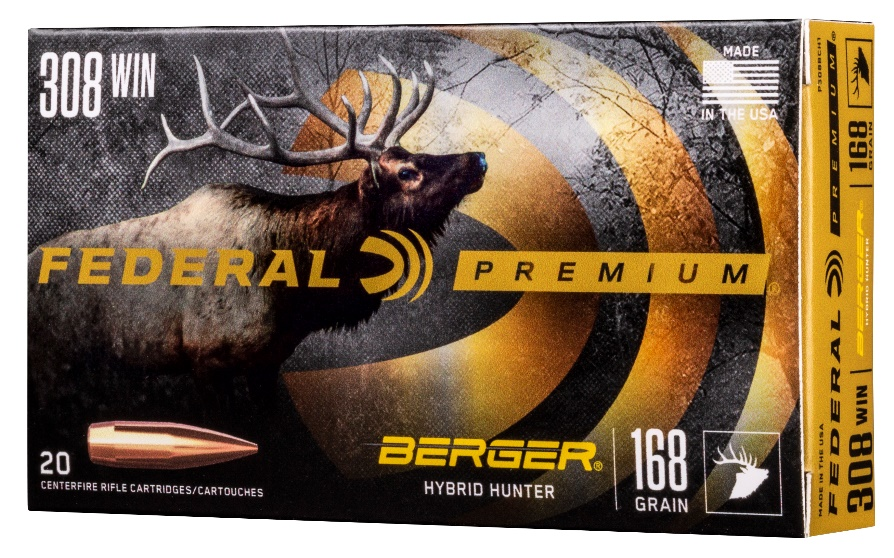 308 WIN
MADE
IN THE USA
FEDERAL PREMIUM®
20
CENTERFIRE RIFLE CARTRIDGES/CARTOUCHES
BERGER®
HYBRID HUNTER
168
GRAIN
P308BCH1
FEDERAL PREMIUM®
MADE IN THE USA
308 WIN
BERGER
HYBRID HUNTER
168
GRAIN